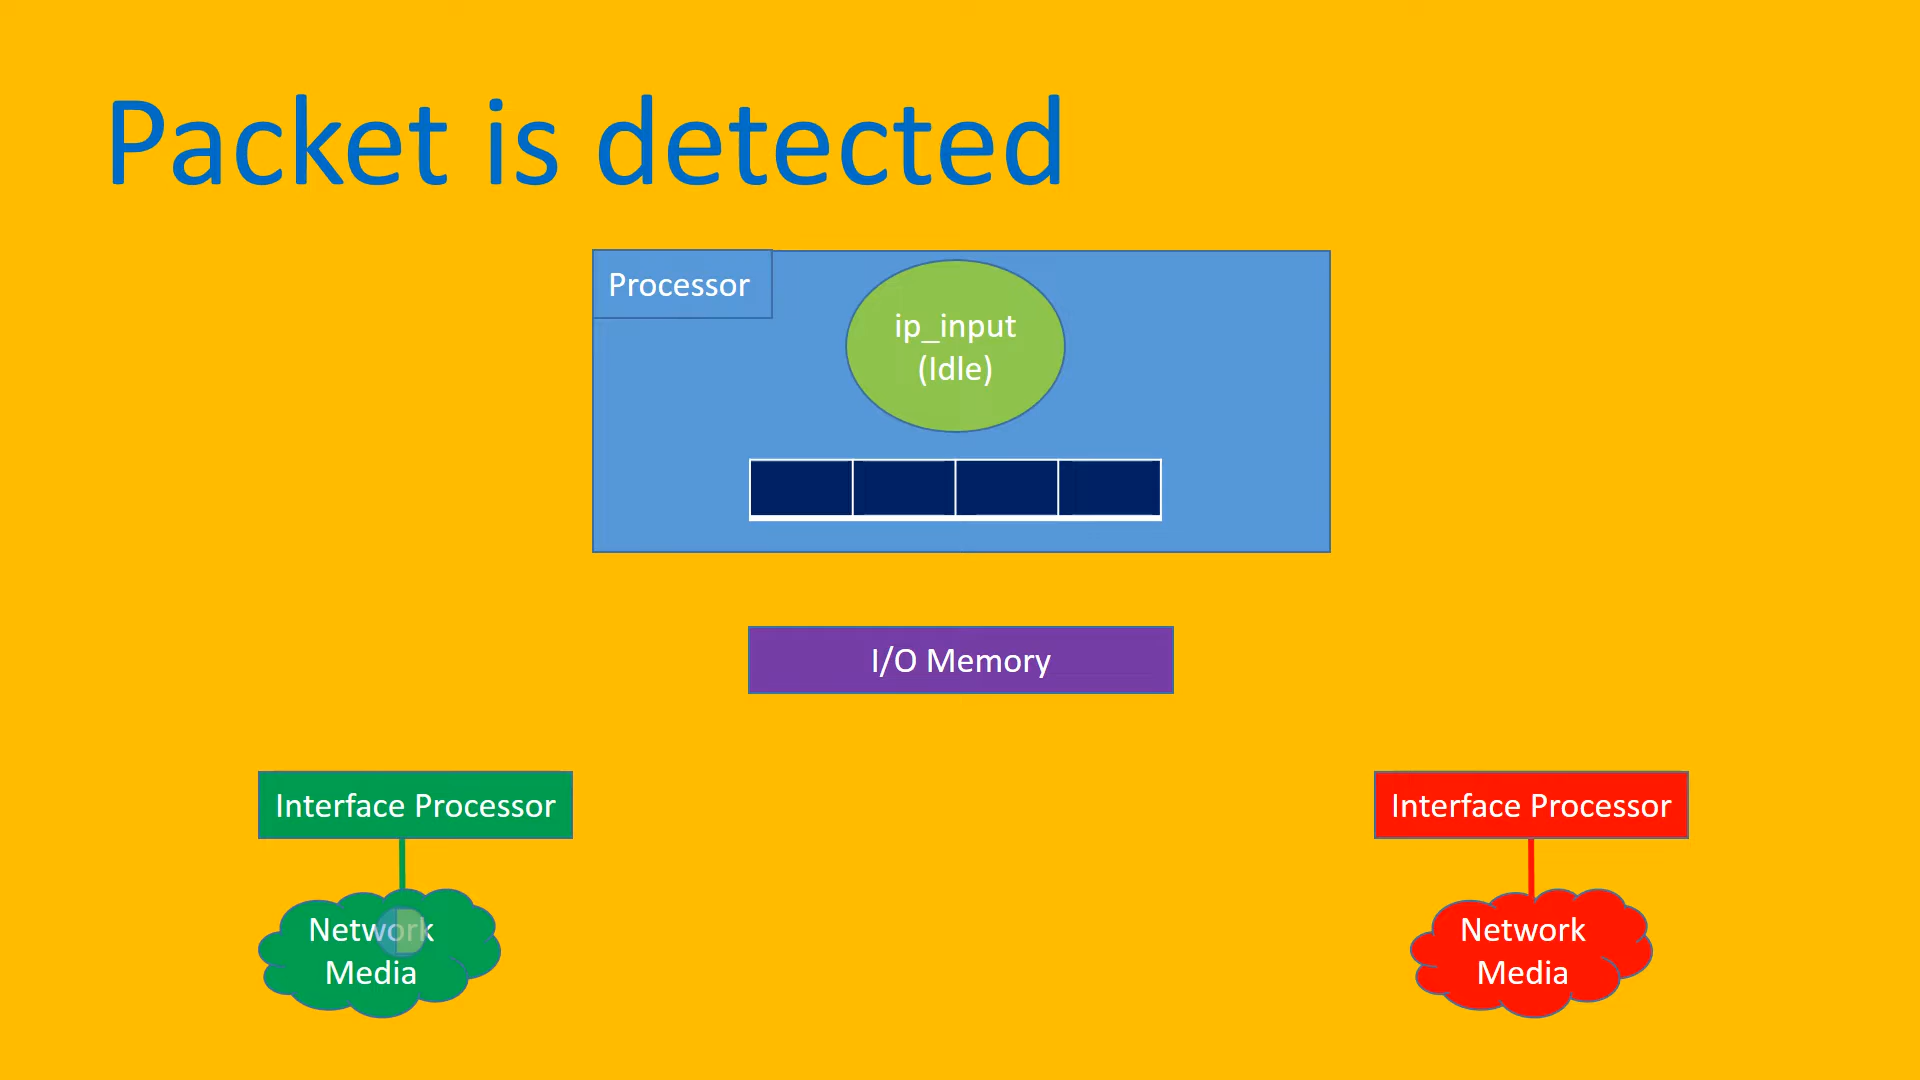 Packet is detected
Processor
ip_input
(Idle)
I/O Memory
Interface Processor
Interface Processor
Network
Media
Network
Media